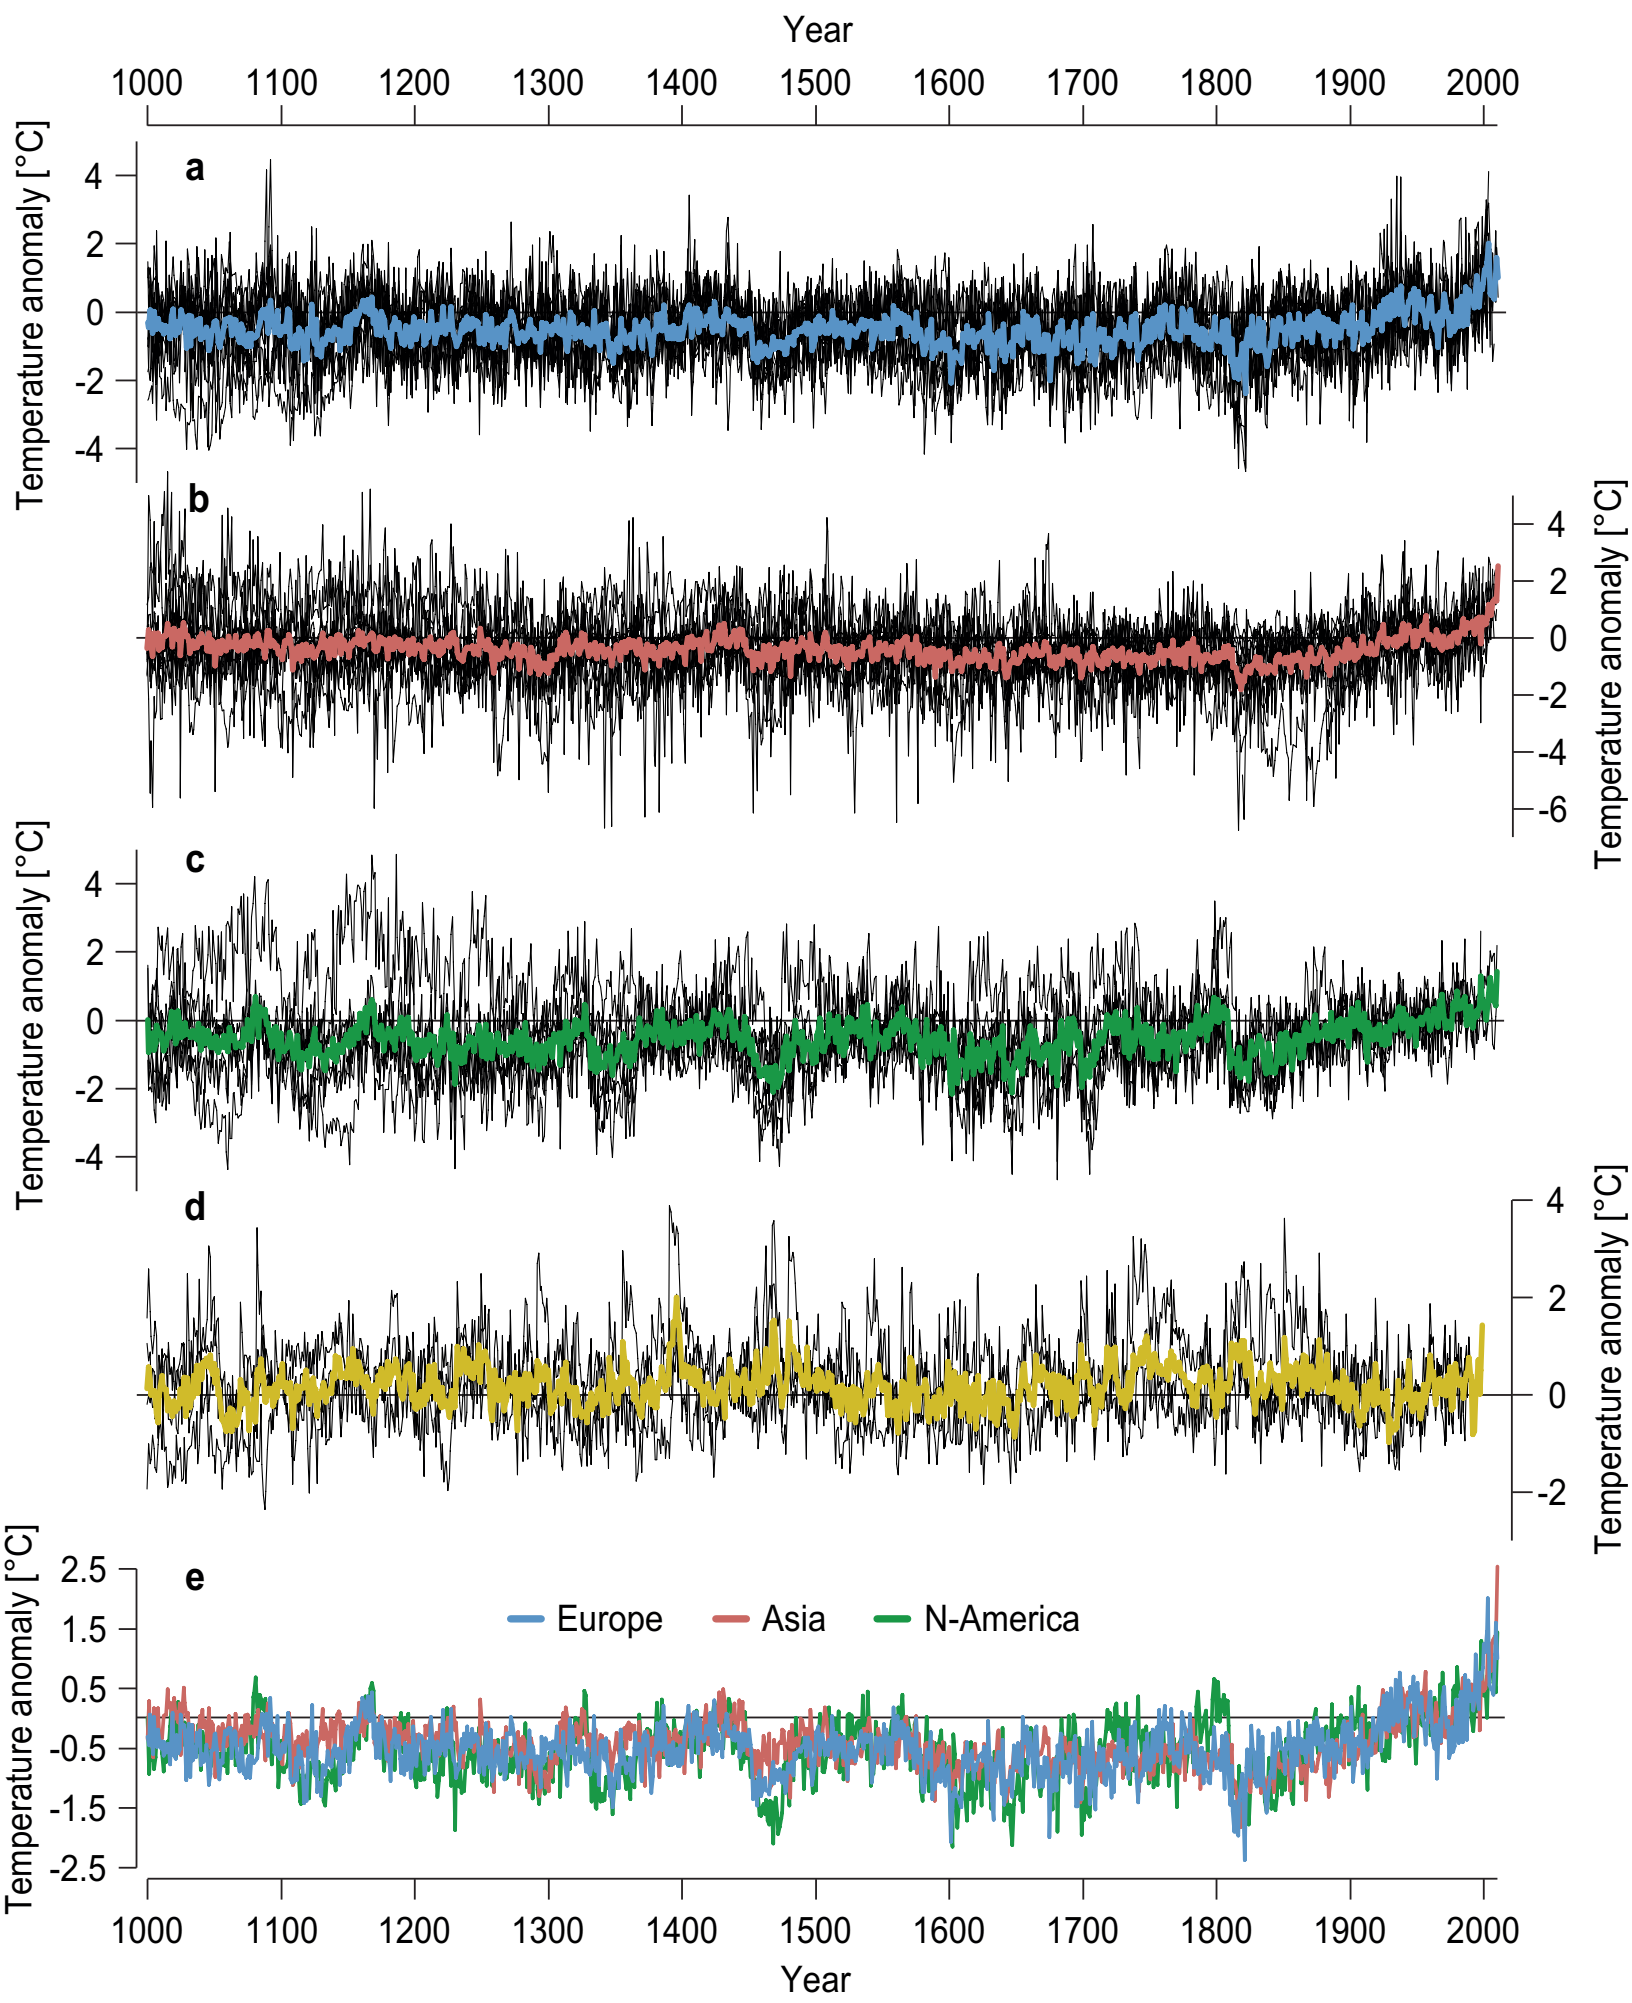 Year
1000 1100 1200 1300 1400 1500 1600 1700 1800 1900 2000
Temperature anomaly [°C]
a
4
2
0
-2
-4
b
Temperature anomaly [°C]
4
2
0
-2
-4
-6
Temperature anomaly [°C]
c
4
2
0
-2
-4
d
Temperature anomaly [°C]
4
2
0
-2
Temperature anomaly [°C]
e
2.5
1.5
0.5
-0.5
-1.5
-2.5
Europe Asia N-America
1000 1100 1200 1300 1400 1500 1600 1700 1800 1900 2000
Year